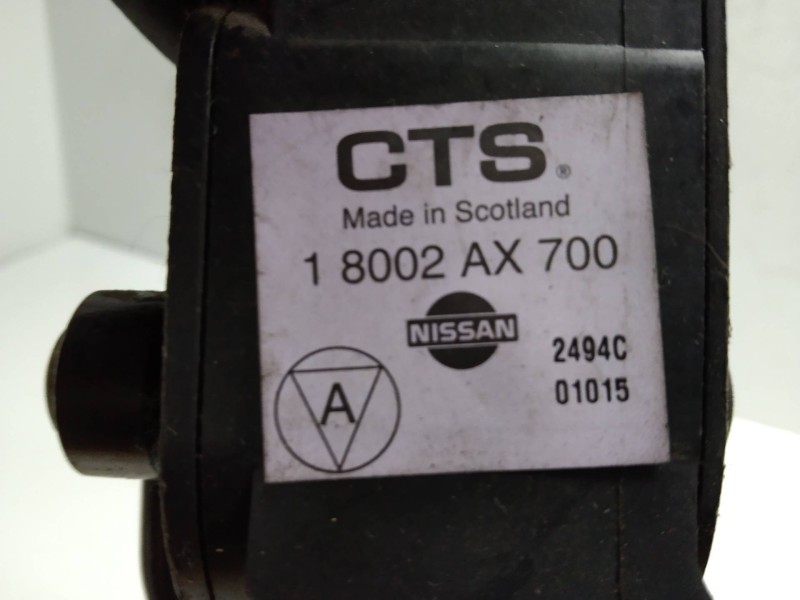 CTS®
Made in Scotland
1 8002 AX 700
NISSAN
2494C
A
01015